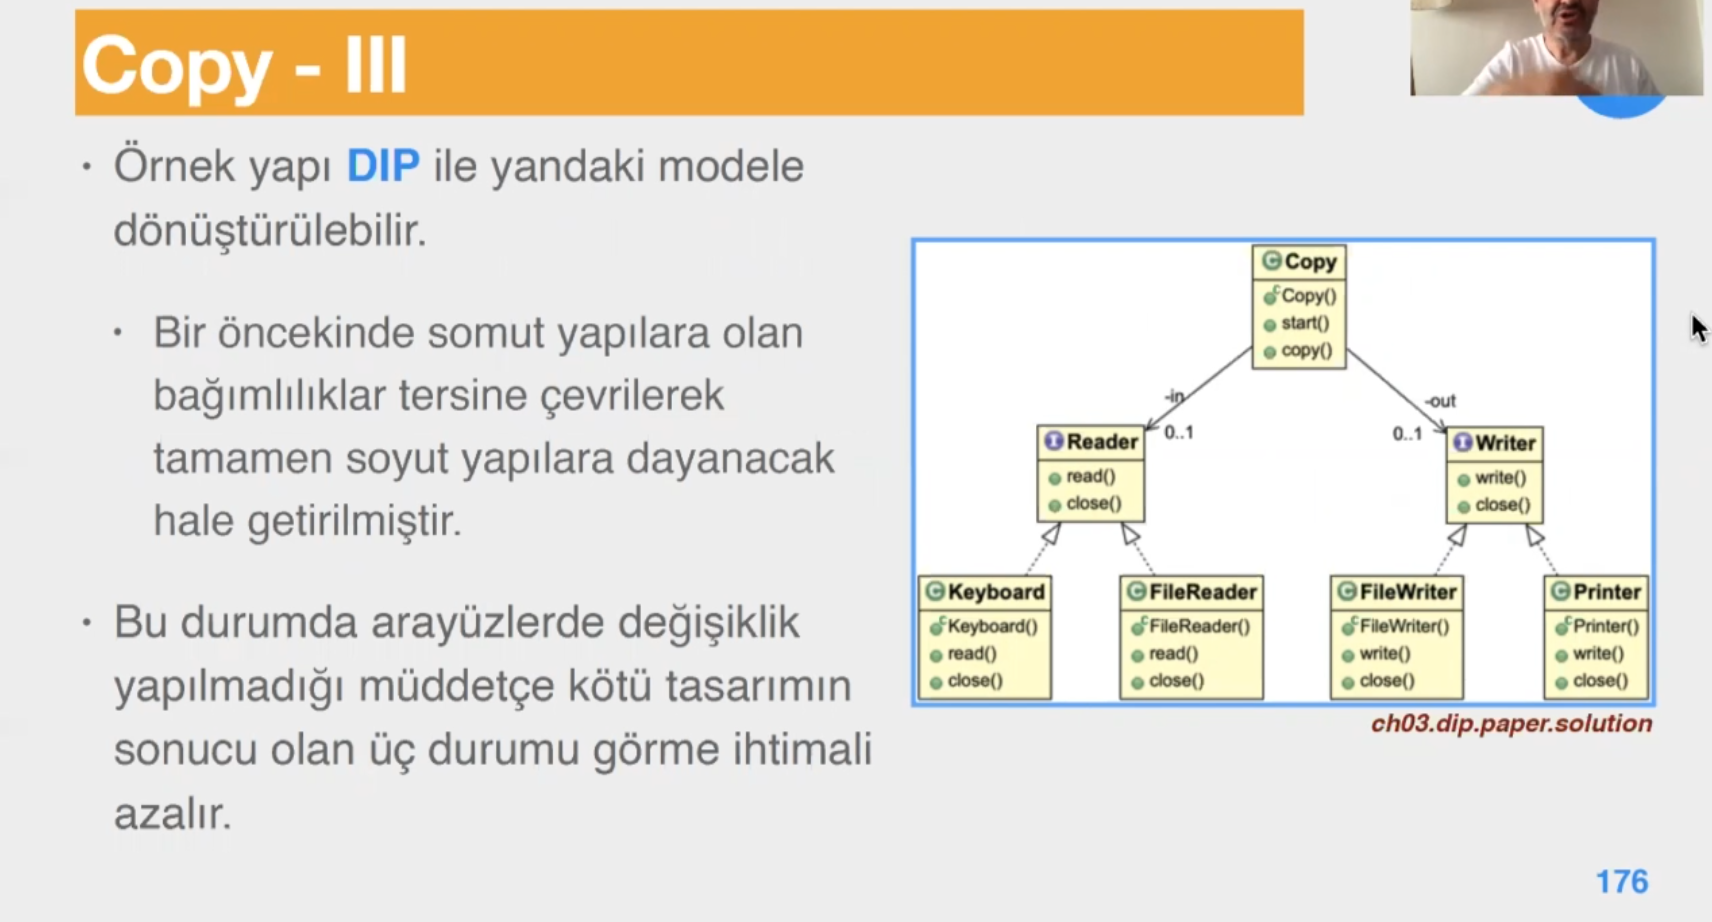 Copy - III
• Örnek yapı DIP ile yandaki modele
dönüştürülebilir.
• Bir öncekinde somut yapılara olan
bağımlılıklar tersine çevrilerek
tamamen soyut yapılara dayanacak
hale getirilmiştir.
• Bu durumda arayüzlerde değişiklik
yapılmadığı müddetçe kötü tasarımın
sonucu olan üç durumu görme ihtimali
azalır.
C Copy
C Copy()
start()
copy()
-in
0..1
-out
0..1
I Reader
read()
close()
I Writer
write()
close()
C Keyboard
C Keyboard()
read()
close()
C FileReader
C FileReader()
read()
close()
C FileWriter
C FileWriter()
write()
close()
C Printer
C Printer()
write()
close()
ch03.dip.paper.solution
176